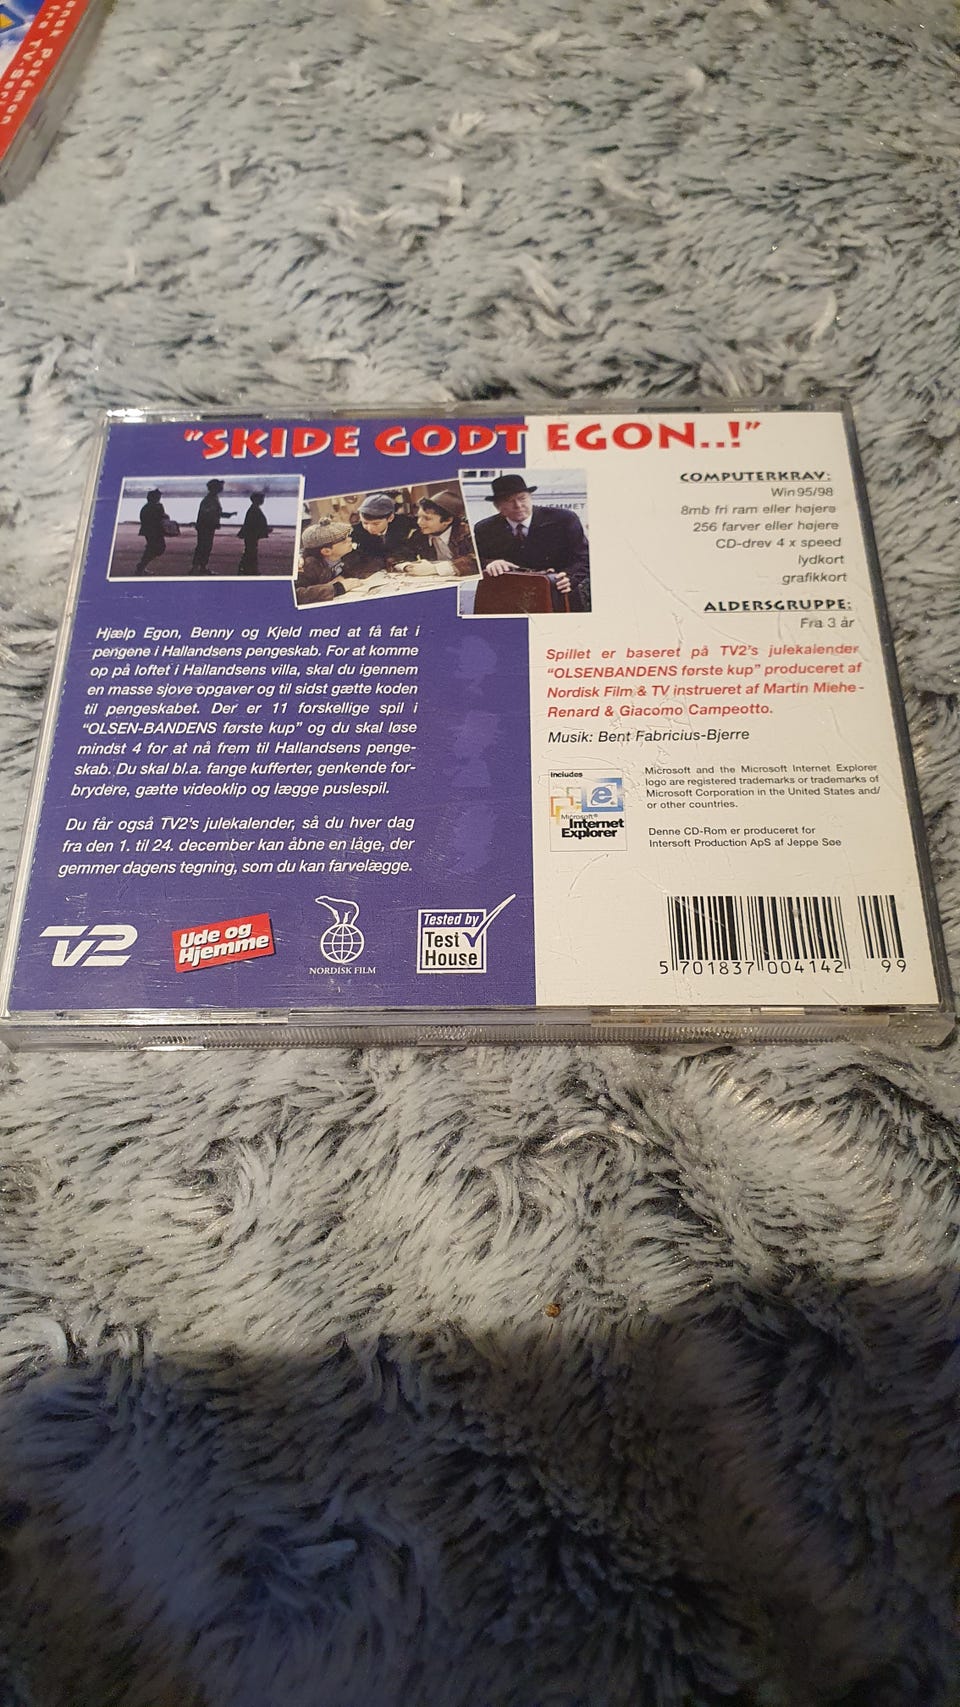 ensk Pokémon
fra TV-Seri
"SKIDE GODT EGON..!"
Hjælp Egon, Benny og Kjeld med at få fat i
pengene i Hallandsens pengeskab. For at komme
op på loftet i Hallandsens villa, skal du igennem
en masse sjove opgaver og til sidst gætte koden
til pengeskabet. Der er 11 forskellige spil i
"OLSEN-BANDENS første kup" og du skal løse
mindst 4 for at nå frem til Hallandsens penge-
skab. Du skal bl.a. fange kufferter, genkende for-
brydere, gætte videoklip og lægge puslespil.
Du får også TV2's julekalender, så du hver dag
fra den 1. til 24. december kan åbne en låge, der
gemmer dagens tegning, som du kan farvelægge.
COMPUTERKRAV:
Win95/98
8mb fri ram eller højere
256 farver eller højere
CD-drev 4 x speed
lydkort
grafikkort
ALDERSGRUPPE:
Fra 3 år
Spillet er baseret på TV2's julekalender
"OLSENBANDENS første kup" produceret af
Nordisk Film & TV instrueret af Martin Miehe-
Renard & Giacomo Campeotto.
Musik: Bent Fabricius-Bjerre
Includes
Microsoft®
Internet
Explorer
Microsoft and the Microsoft Internet Explorer
logo are registered trademarks or trademarks of
Microsoft Corporation in the United States and/
or other countries.
Denne CD-Rom er produceret for
Intersoft Production ApS af Jeppe Søe
TV2
Ude og
Hjemme
NORDISK FILM
Tested by
Test
House
5 701837 004142 99